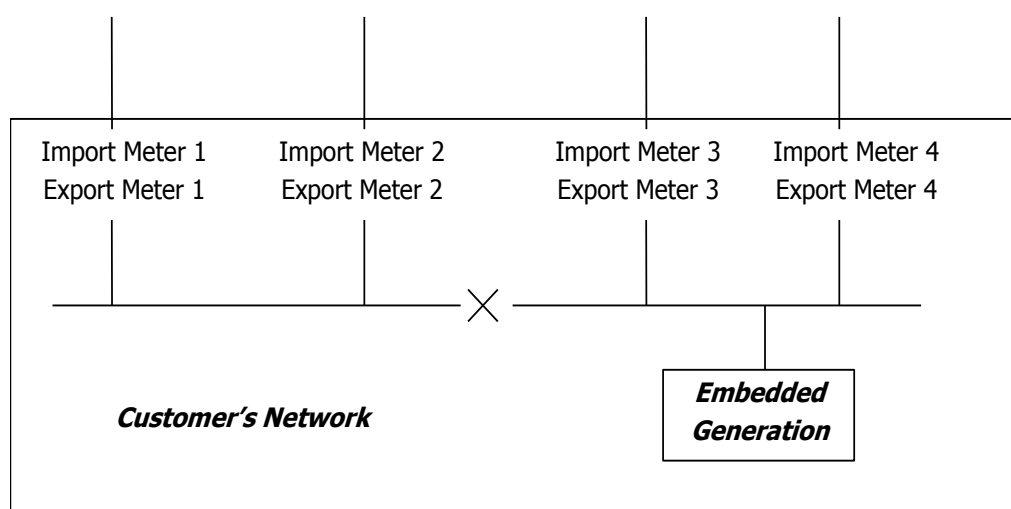 Import Meter 1
Export Meter 1
Import Meter 2
Export Meter 2
Import Meter 3
Export Meter 3
Import Meter 4
Export Meter 4
Customer’s Network
Embedded
Generation